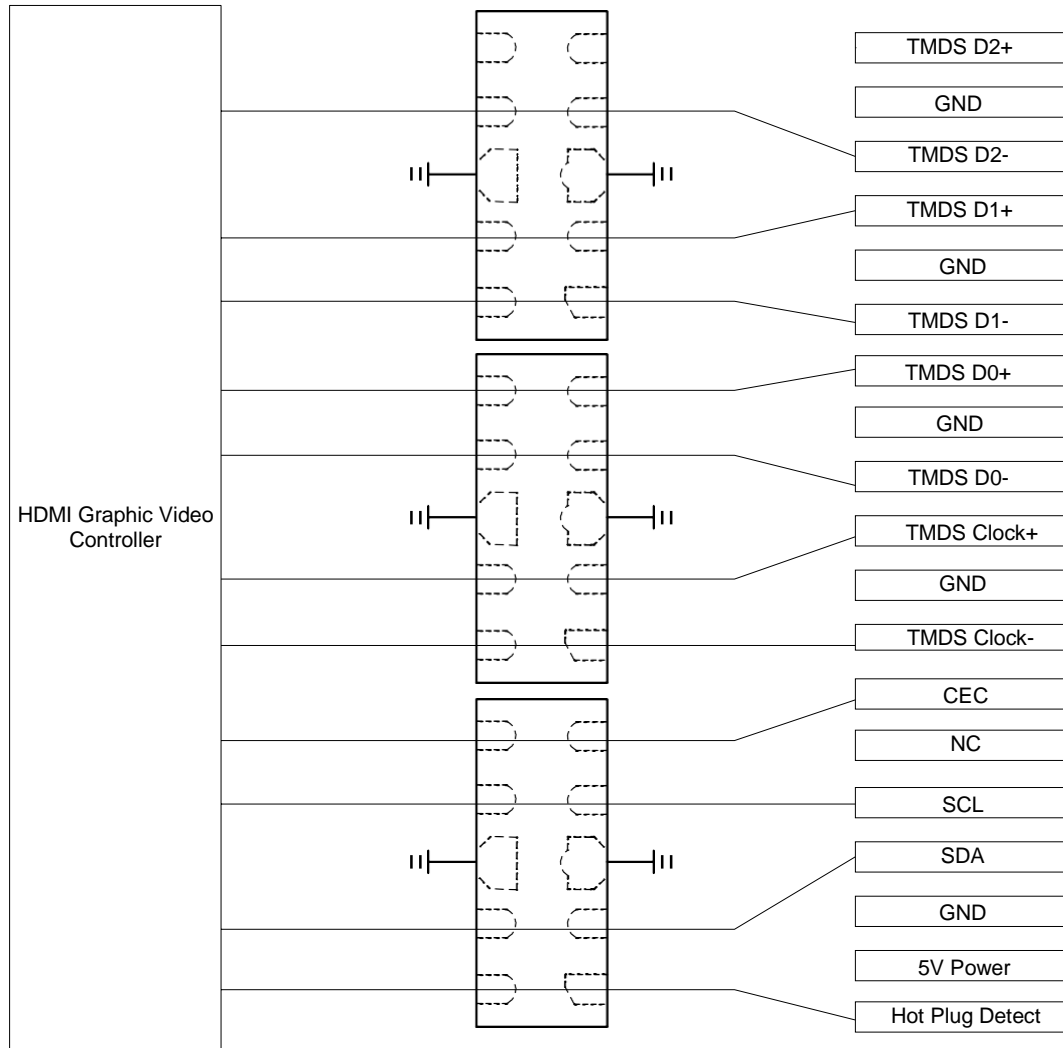 TMDS D2+
GND
TMDS D2-
TMDS D1+
GND
TMDS D1-
TMDS D0+
GND
TMDS D0-
HDMI Graphic Video
Controller
TMDS Clock+
GND
TMDS Clock-
CEC
NC
SCL
SDA
GND
5V Power
Hot Plug Detect